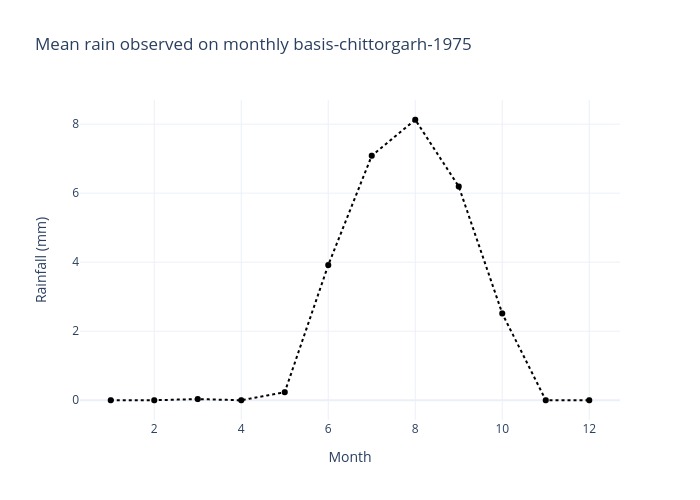 Mean rain observed on monthly basis-chittorgarh-1975
8
6
4
2
0
Rainfall (mm)
2 4 6 8 10 12
Month